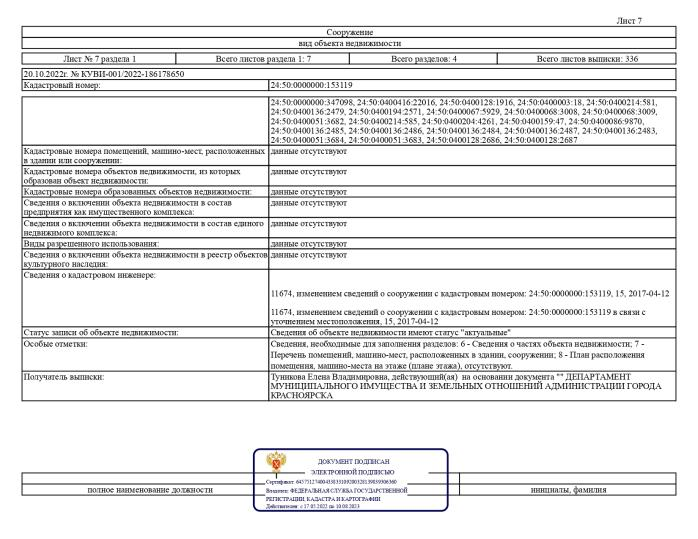 Лист 7
Сооружение
вид объекта недвижимости
Лист № 7 раздела 1
Всего листов раздела 1: 7
Всего разделов: 4
Всего листов выписки: 336
20.10.2022г. № КУВИ-001/2022-186178650
Кадастровый номер:
24:50:0000000:153119
24:50:0000000:347098, 24:50:0400416:22016, 24:50:0400128:1916, 24:50:0400003:18, 24:50:0400214:581,
24:50:0400136:2479, 24:50:0400194:2571, 24:50:0400067:5929, 24:50:0400068:3008, 24:50:0400068:3009,
24:50:0400051:3682, 24:50:0400214:585, 24:50:0400204:4261, 24:50:0400159:47, 24:50:0400086:9870,
24:50:0400136:2485, 24:50:0400136:2486, 24:50:0400136:2484, 24:50:0400136:2487, 24:50:0400136:2483,
24:50:0400051:3684, 24:50:0400051:3683, 24:50:0400128:2686, 24:50:0400128:2687
Кадастровые номера помещений, машино-мест, расположенных
в здании или сооружении:
данные отсутствуют
Кадастровые номера объектов недвижимости, из которых
образован объект недвижимости:
данные отсутствуют
Кадастровые номера образованных объектов недвижимости:
данные отсутствуют
Сведения о включении объекта недвижимости в состав
предприятия как имущественного комплекса:
данные отсутствуют
Сведения о включении объекта недвижимости в состав единого
недвижимого комплекса:
данные отсутствуют
Виды разрешенного использования:
данные отсутствуют
Сведения о включении объекта недвижимости в реестр объектов
культурного наследия:
данные отсутствуют
Сведения о кадастровом инженере:
11674, изменением сведений о сооружении с кадастровым номером: 24:50:0000000:153119, 15, 2017-04-12
11674, изменением сведений о сооружении с кадастровым номером: 24:50:0000000:153119 в связи с
уточнением местоположения, 15, 2017-04-12
Статус записи об объекте недвижимости:
Сведения об объекте недвижимости имеют статус "актуальные"
Особые отметки:
Сведения, необходимые для заполнения разделов: 6 - Сведения о частях объекта недвижимости; 7 -
Перечень помещений, машино-мест, расположенных в здании, сооружении; 8 - План расположения
помещения, машино-места на этаже (плане этажа), отсутствуют.
Получатель выписки:
Туникова Елена Владимировна, действующий(ая) на основании документа "" ДЕПАРТАМЕНТ
МУНИЦИПАЛЬНОГО ИМУЩЕСТВА И ЗЕМЕЛЬНЫХ ОТНОШЕНИЙ АДМИНИСТРАЦИИ ГОРОДА
КРАСНОЯРСКА
ДОКУМЕНТ ПОДПИСАН
ЭЛЕКТРОННОЙ ПОДПИСЬЮ
Сертификат:
Владелец: ФЕДЕРАЛЬНАЯ СЛУЖБА ГОСУДАРСТВЕННОЙ
РЕГИСТРАЦИИ, КАДАСТРА И КАРТОГРАФИИ
Действителен: с 17.05.2022 по 10.08.2023
полное наименование должности
инициалы, фамилия